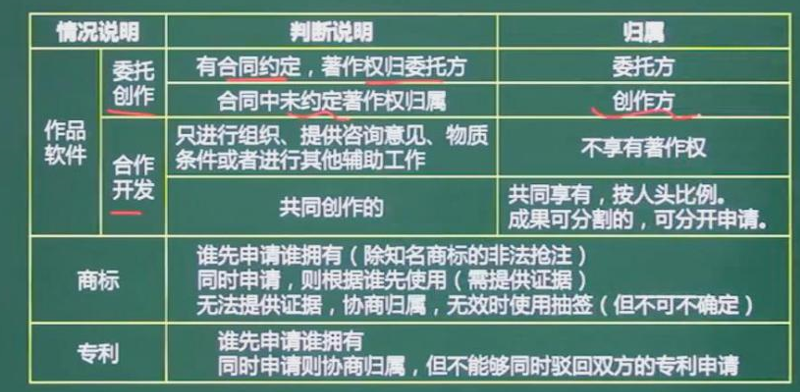 情况说明 判断说明 归属
委托 有合同约定，著作权归委托方 委托方
创作 合同中未约定著作权归属 创作方
作品 软件
合作 开发
只进行组织、提供咨询意见、物质
条件或者进行其他辅助工作
不享有著作权
共同创作的
共同享有，按人头比例。
成果可分割的，可分开申请。
商标
谁先申请谁拥有（除知名商标的非法抢注）
同时申请，则根据谁先使用（需提供证据）
无法提供证据，协商归属，无效时使用抽签（但不可不确定）
专利
谁先申请谁拥有
同时申请则协商归属，但不能够同时驳回双方的专利申请